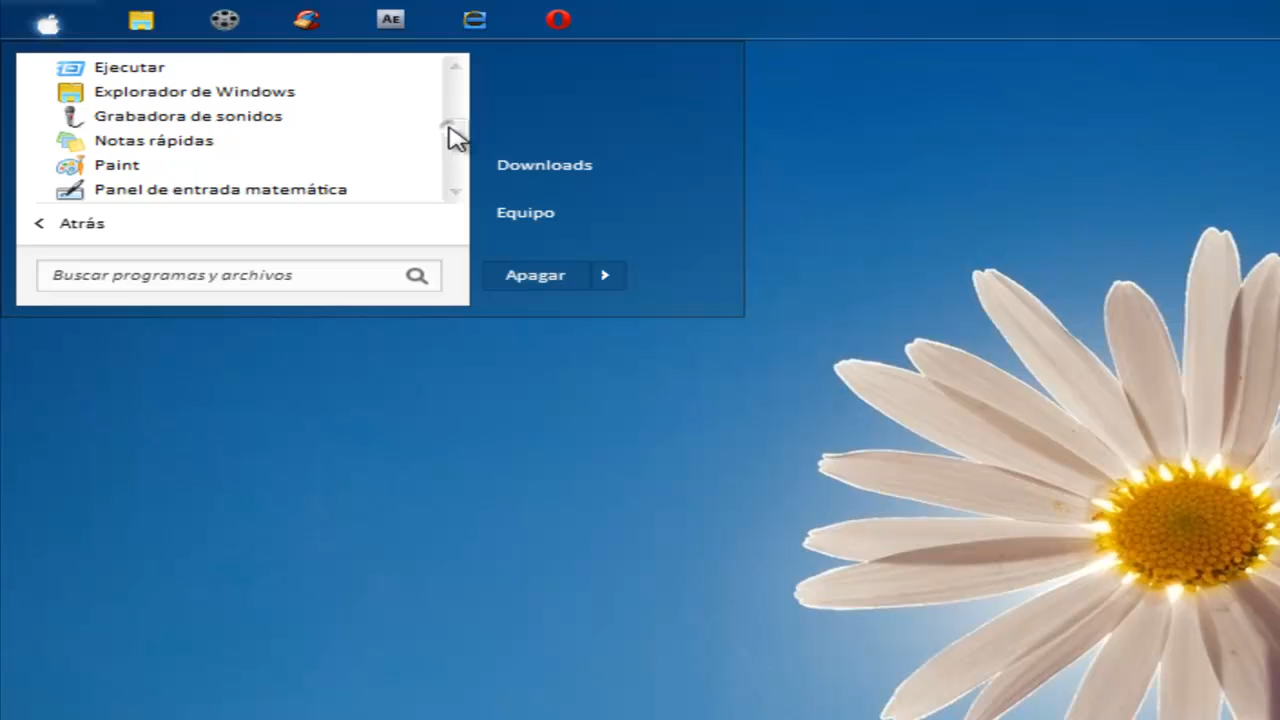 AE
Ejecutar
Explorador de Windows
Grabadora de sonidos
Notas rápidas
Paint
Panel de entrada matemática
Atrás
Buscar programas y archivos
Downloads
Equipo
Apagar